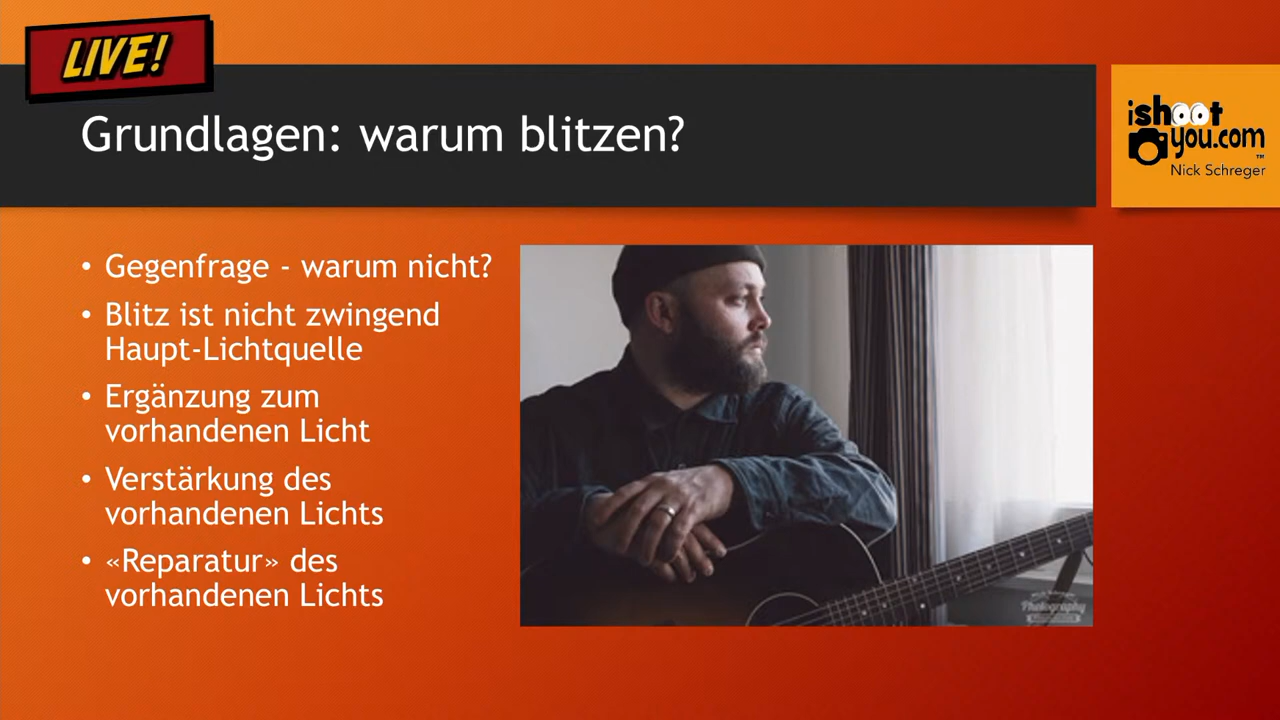 LIVE!
Grundlagen: warum blitzen?
ishoot
you.com
TM
Nick Schreger
• Gegenfrage - warum nicht?
• Blitz ist nicht zwingend
Haupt-Lichtquelle
• Ergänzung zum
vorhandenen Licht
• Verstärkung des
vorhandenen Lichts
• «Reparatur» des
vorhandenen Lichts
Photography